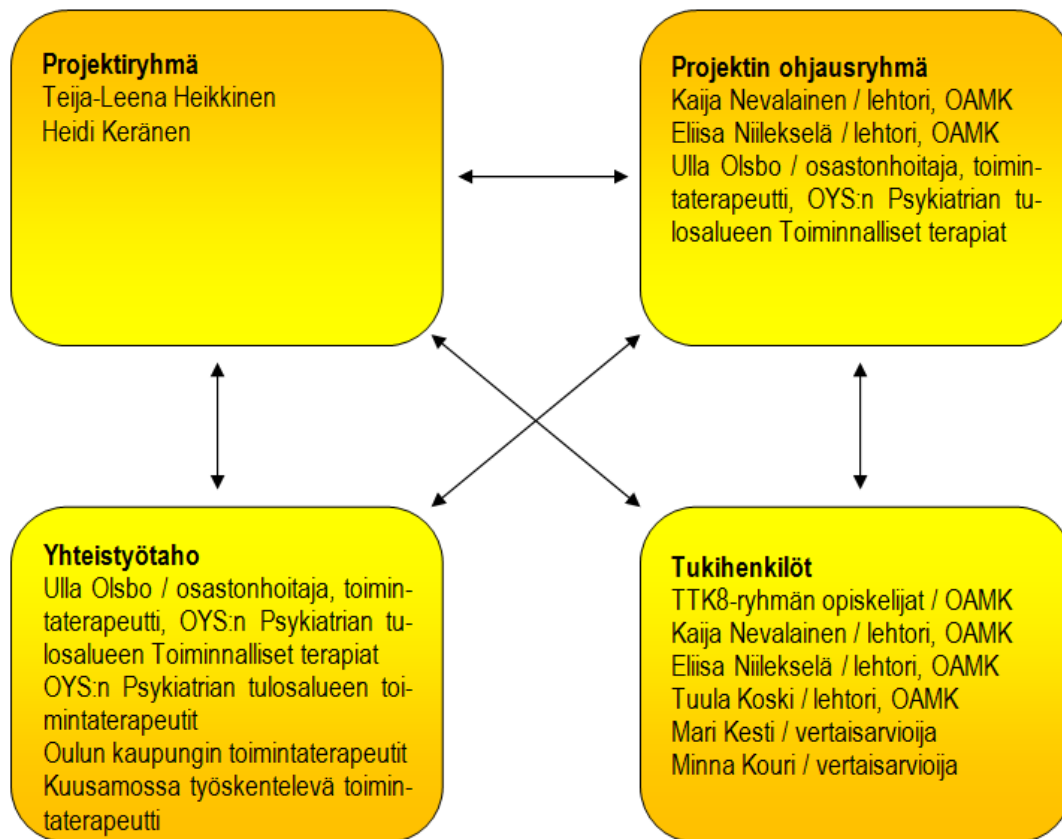 Projektiryhmä
Teija-Leena Heikkinen
Heidi Keränen
Projektin ohjausryhmä
Kaija Nevalainen / lehtori, OAMK
Eliisa Niilekselä / lehtori, OAMK
Ulla Olsbo / osastonhoitaja, toimin-
taterapeutti, OYS:n Psykiatrian tu-
losalueen Toiminnalliset terapiat
Yhteistyötaho
Ulla Olsbo / osastonhoitaja, toimin-
taterapeutti, OYS:n Psykiatrian tu-
losalueen Toiminnalliset terapiat
OYS:n Psykiatrian tulosalueen toi-
mintaterapeutit
Oulun kaupungin toimintaterapeutit
Kuusamossa työskentelevä toimin-
taterapeutti
Tukihenkilöt
TTK8-ryhmän opiskelijat / OAMK
Kaija Nevalainen / lehtori, OAMK
Eliisa Niilekselä / lehtori, OAMK
Tuula Koski / lehtori, OAMK
Mari Kesti / vertaisarvioija
Minna Kouri / vertaisarvioija